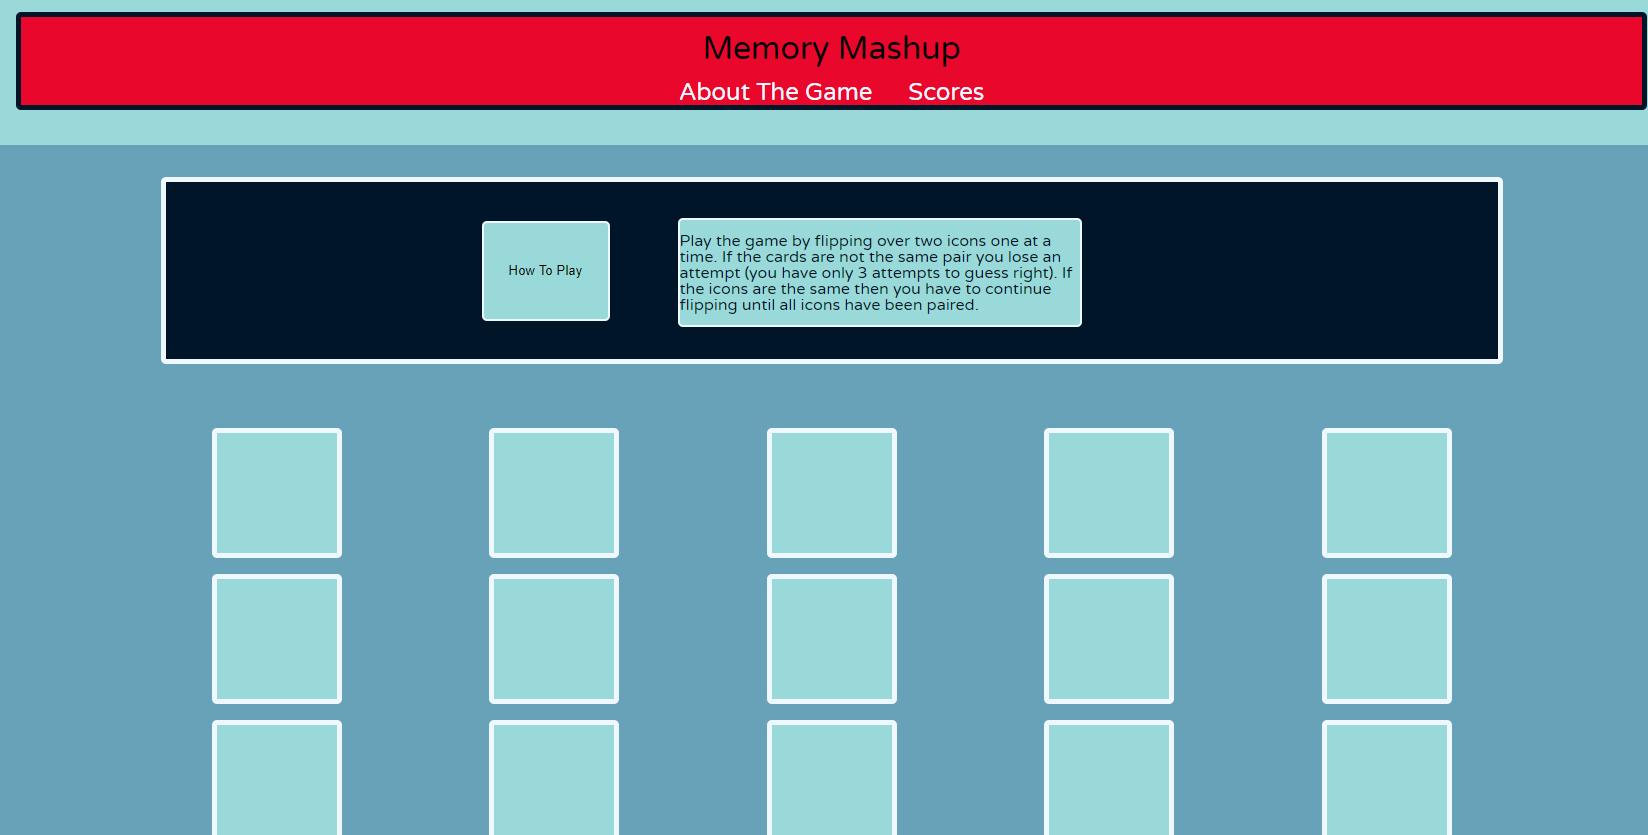 Memory Mashup
About The Game Scores
How To Play
Play the game by flipping over two icons one at a
time. If the cards are not the same pair you lose an
attempt (you have only 3 attempts to guess right). If
the icons are the same then you have to continue
flipping until all icons have been paired.